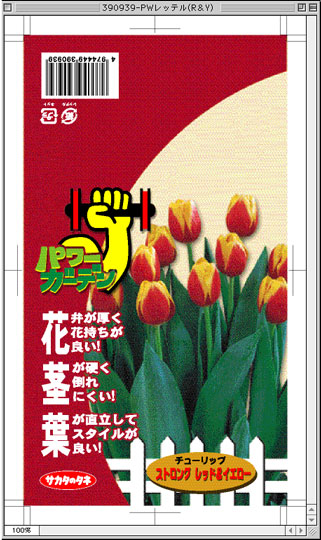 390939-PWレッテル(R&Y)
4 974449 390939
パワー
ガーデン
花弁が厚く
花持ちが
良い!
茎が硬く
倒れ
にくい!
葉が直立して
スタイルが
良い!
サカタのタネ
チューリップ
ストロング レッド&イエロー
100%